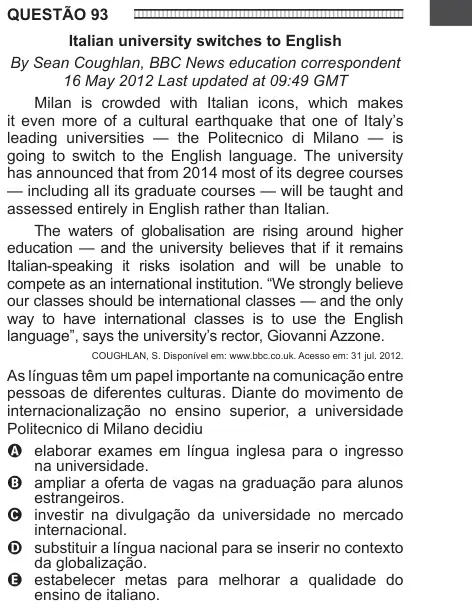 QUESTÃO 93
Italian university switches to English
By Sean Coughlan, BBC News education correspondent
16 May 2012 Last updated at 09:49 GMT
Milan is crowded with Italian icons, which makes
it even more of a cultural earthquake that one of Italy's
leading universities — the Politecnico di Milano — is
going to switch to the English language. The university
has announced that from 2014 most of its degree courses
— including all its graduate courses — will be taught and
assessed entirely in English rather than Italian.
The waters of globalisation are rising around higher
education — and the university believes that if it remains
Italian-speaking it risks isolation and will be unable to
compete as an international institution. “We strongly believe
our classes should be international classes — and the only
way to have international classes is to use the English
language”, says the university's rector, Giovanni Azzone.
COUGHLAN, S. Disponível em: www.bbc.co.uk. Acesso em: 31 jul. 2012.
As línguas têm um papel importante na comunicação entre
pessoas de diferentes culturas. Diante do movimento de
internacionalização no ensino superior, a universidade
Politecnico di Milano decidiu
A elaborar exames em língua inglesa para o ingresso
na universidade.
B ampliar a oferta de vagas na graduação para alunos
estrangeiros.
C investir na divulgação da universidade no mercado
internacional.
D substituir a língua nacional para se inserir no contexto
da globalização.
E estabelecer metas para melhorar a qualidade do
ensino de italiano.